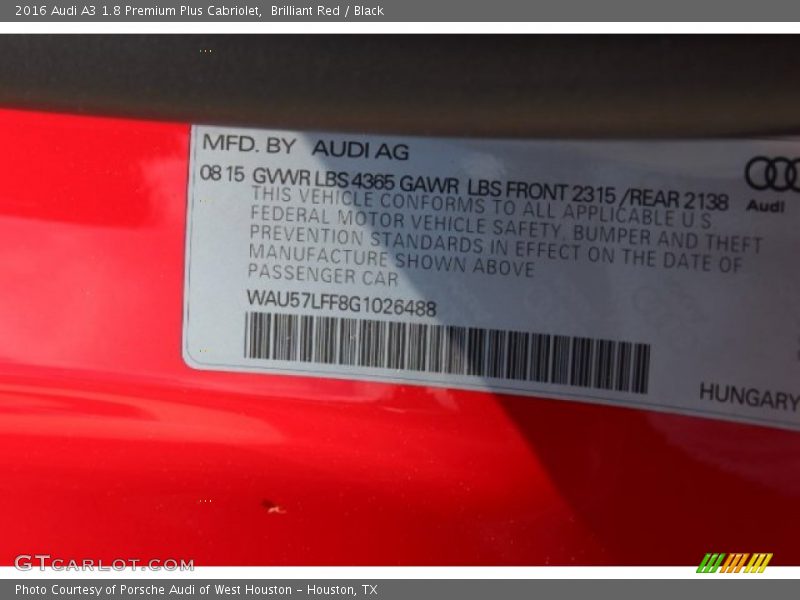 2016 Audi A3 1.8 Premium Plus Cabriolet,  Brilliant Red / Black
MFD. BY AUDI AG
08 15 GVWR LBS 4365 GAWR LBS FRONT 2315 /REAR 2138
THIS VEHICLE CONFORMS TO ALL APPLICABLE U S
FEDERAL MOTOR VEHICLE SAFETY, BUMPER AND THEFT
PREVENTION STANDARDS IN EFFECT ON THE DATE OF
MANUFACTURE SHOWN ABOVE
PASSENGER CAR
WAU57LFF8G1026488
Audi
HUNGARY
GTCARLOT.COM
Photo Courtesy of Porsche Audi of West Houston - Houston, TX